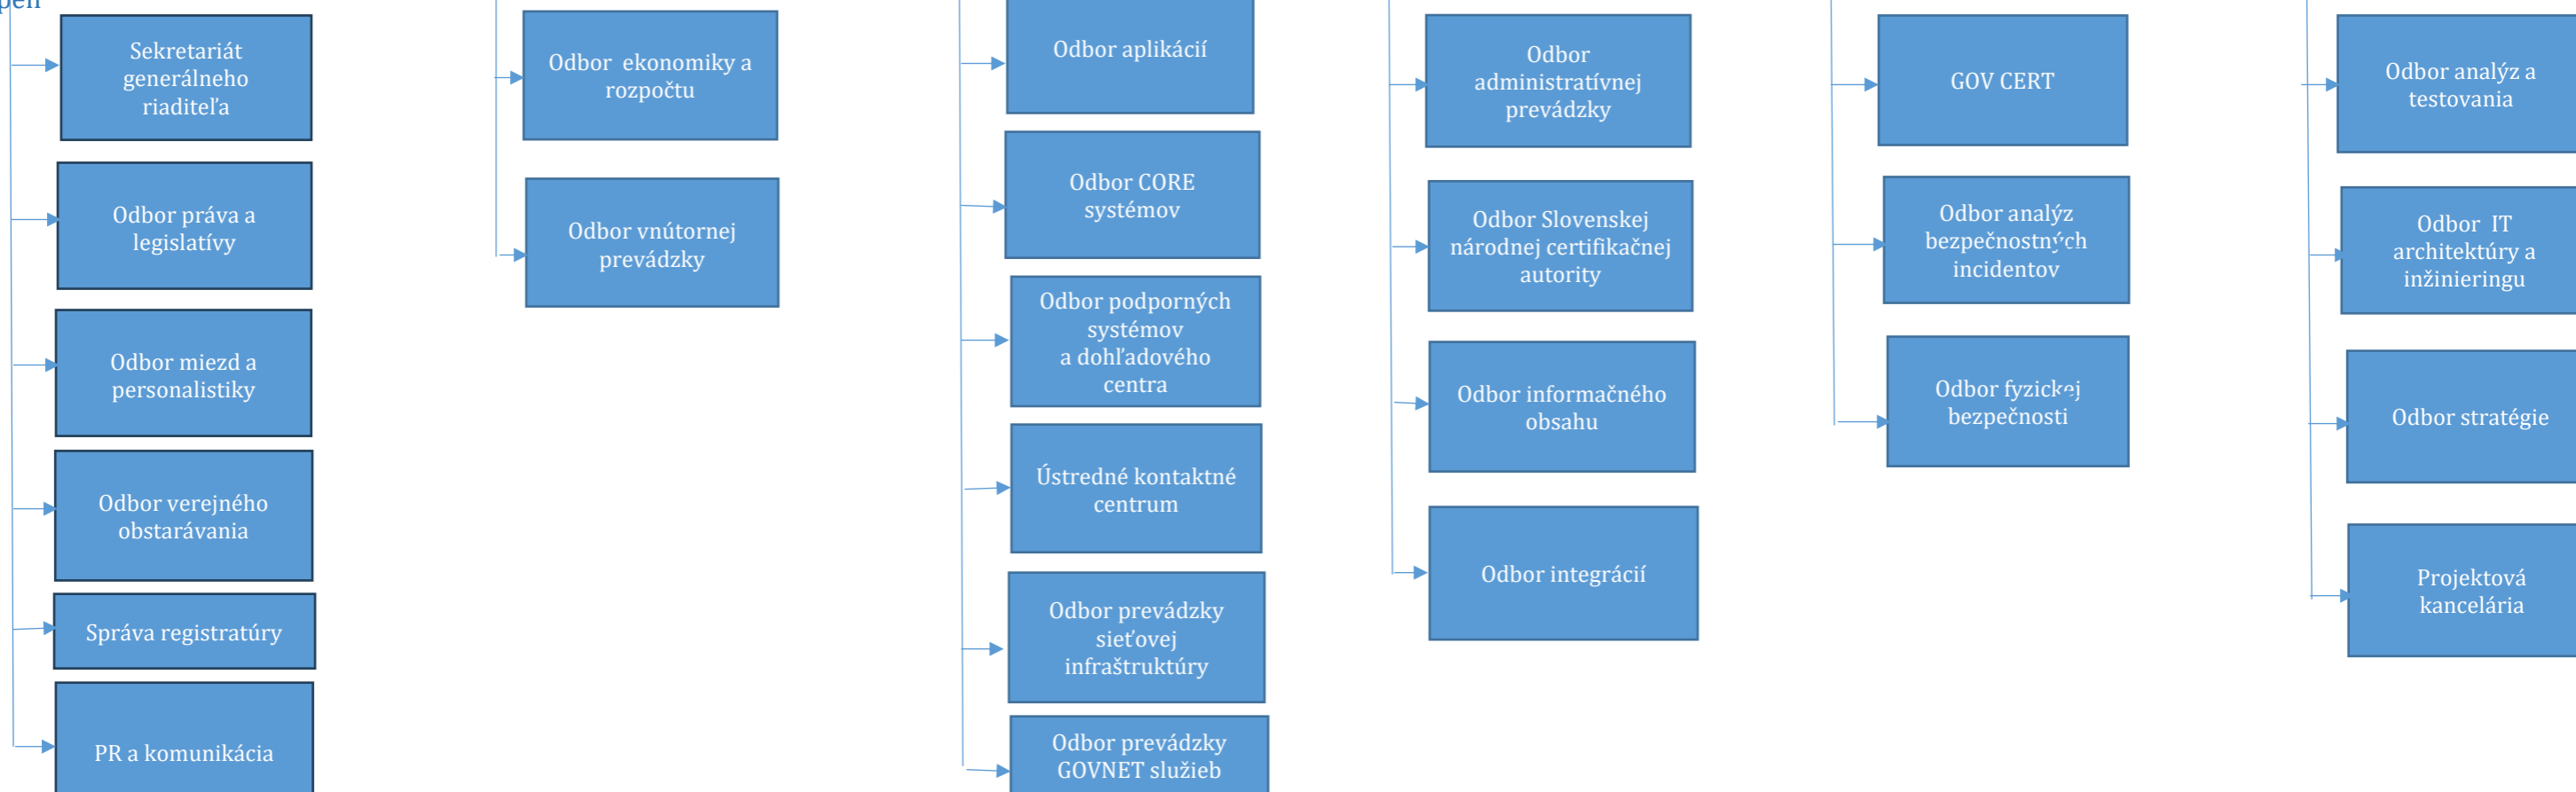 Sekretariát
generálneho
riaditeľa
Odbor práva a
legislatívy
Odbor miezd a
personalistiky
Odbor verejného
obstarávania
Správa registratúry
PR a komunikácia
Odbor  ekonomiky a
rozpočtu
Odbor vnútornej
prevádzky
Odbor aplikácií
Odbor CORE
systémov
Odbor podporných
systémov
a dohľadového
centra
Ústredné kontaktné
centrum
Odbor prevádzky
sieťovej
infraštruktúry
Odbor prevádzky
GOVNET služieb
Odbor
administratívnej
prevádzky
Odbor Slovenskej
národnej certifikačnej
autority
Odbor informačného
obsahu
Odbor integrácií
GOV CERT
Odbor analýz
bezpečnostných
incidentov
Odbor fyzickej
bezpečnosti
Odbor analýz a
testovania
Odbor  IT
architektúry a
inžinieringu
Odbor stratégie
Projektová
kancelária